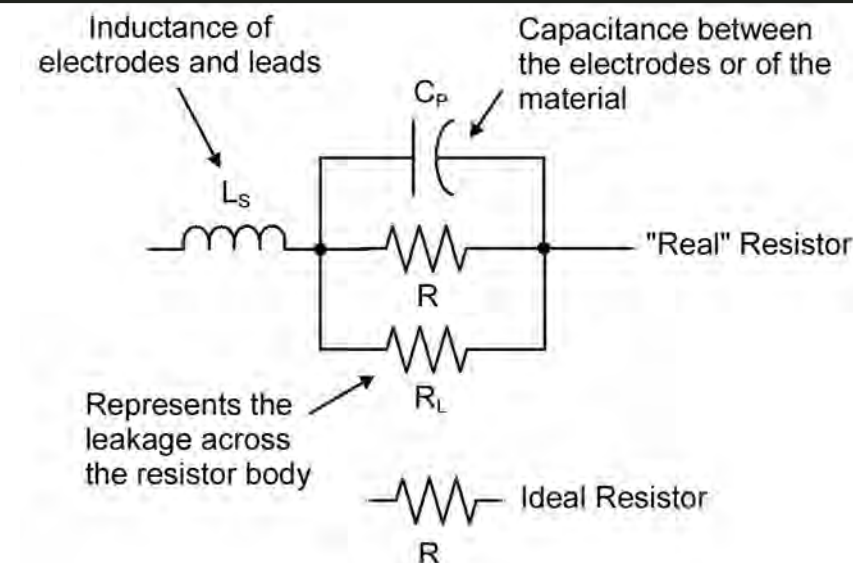 Inductance of
electrodes and leads
Capacitance between
the electrodes or of the
material
CP
LS
"Real" Resistor
R
RL
Represents the
leakage across
the resistor body
Ideal Resistor
R